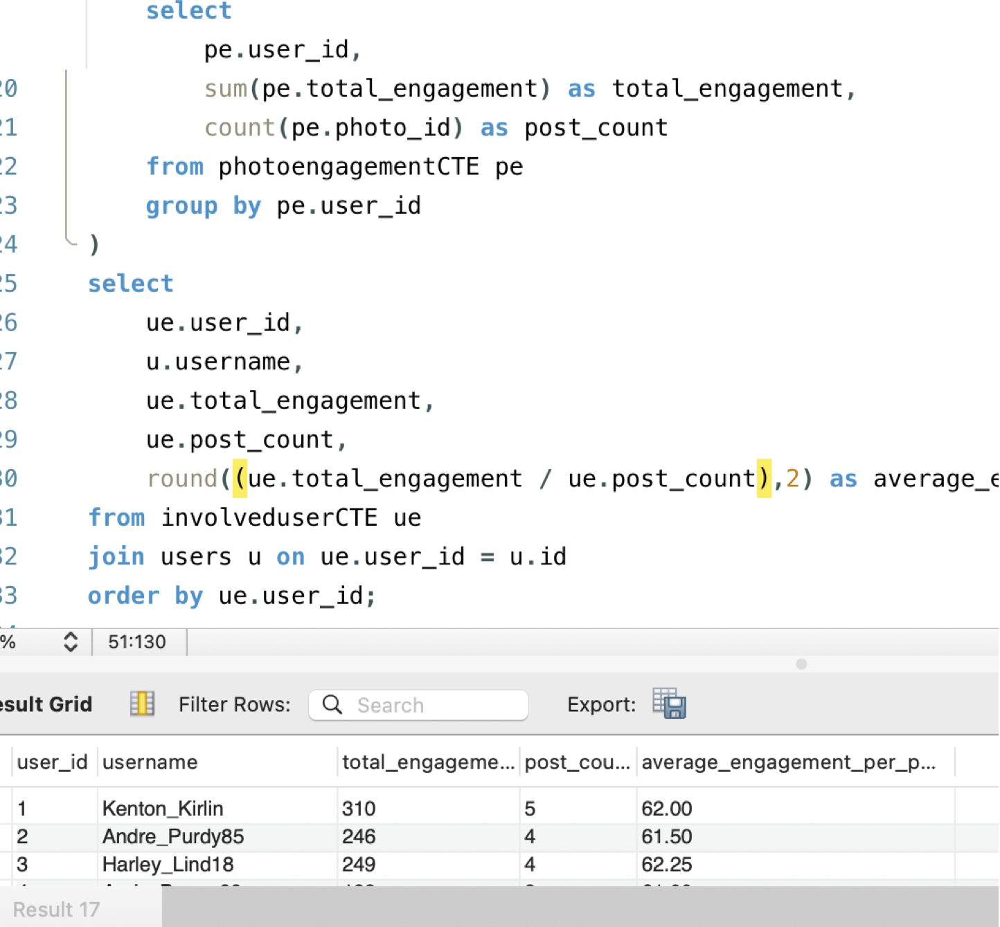 select
pe.user_id,
20 sum(pe.total_engagement) as total_engagement,
21 count(pe.photo_id) as post_count
22 from photoengagementCTE pe
23 group by pe.user_id
24 )
25 select
26 ue.user_id,
27 u.username,
28 ue.total_engagement,
29 ue.post_count,
30 round((ue.total_engagement / ue.post_count),2) as average_e
31 from involveduserCTE ue
32 join users u on ue.user_id = u.id
33 order by ue.user_id;
% 51:130
esult Grid Filter Rows: Search Export:
user_id username total_engageme... post_cou... average_engagement_per_p...
1 Kenton_Kirlin 310 5 62.00
2 Andre_Purdy85 246 4 61.50
3 Harley_Lind18 249 4 62.25
Result 17